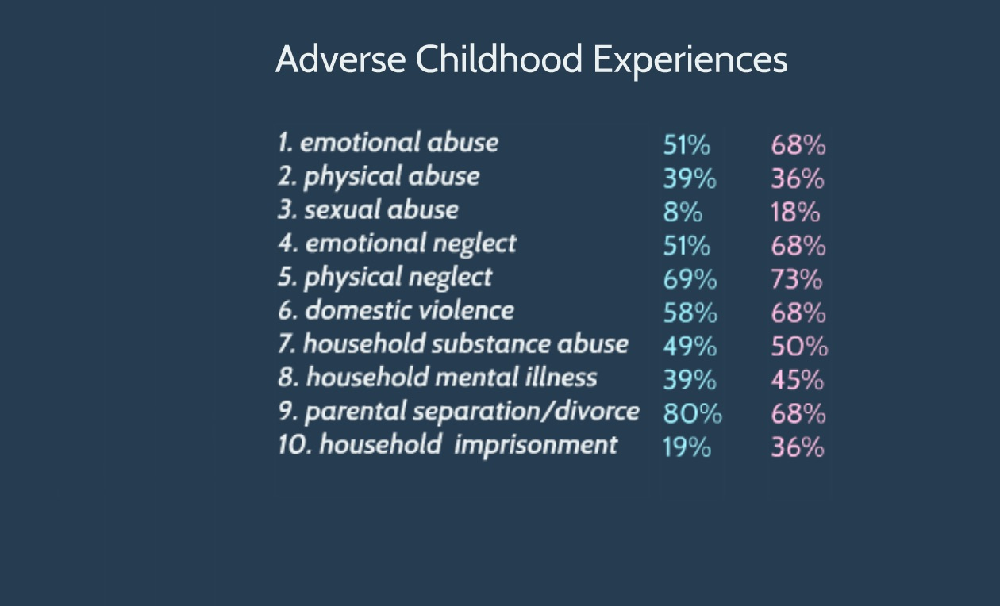 Adverse Childhood Experiences
1. emotional abuse 51% 68%
2. physical abuse 39% 36%
3. sexual abuse 8% 18%
4. emotional neglect 51% 68%
5. physical neglect 69% 73%
6. domestic violence 58% 68%
7. household substance abuse 49% 50%
8. household mental illness 39% 45%
9. parental separation/divorce 80% 68%
10. household imprisonment 19% 36%